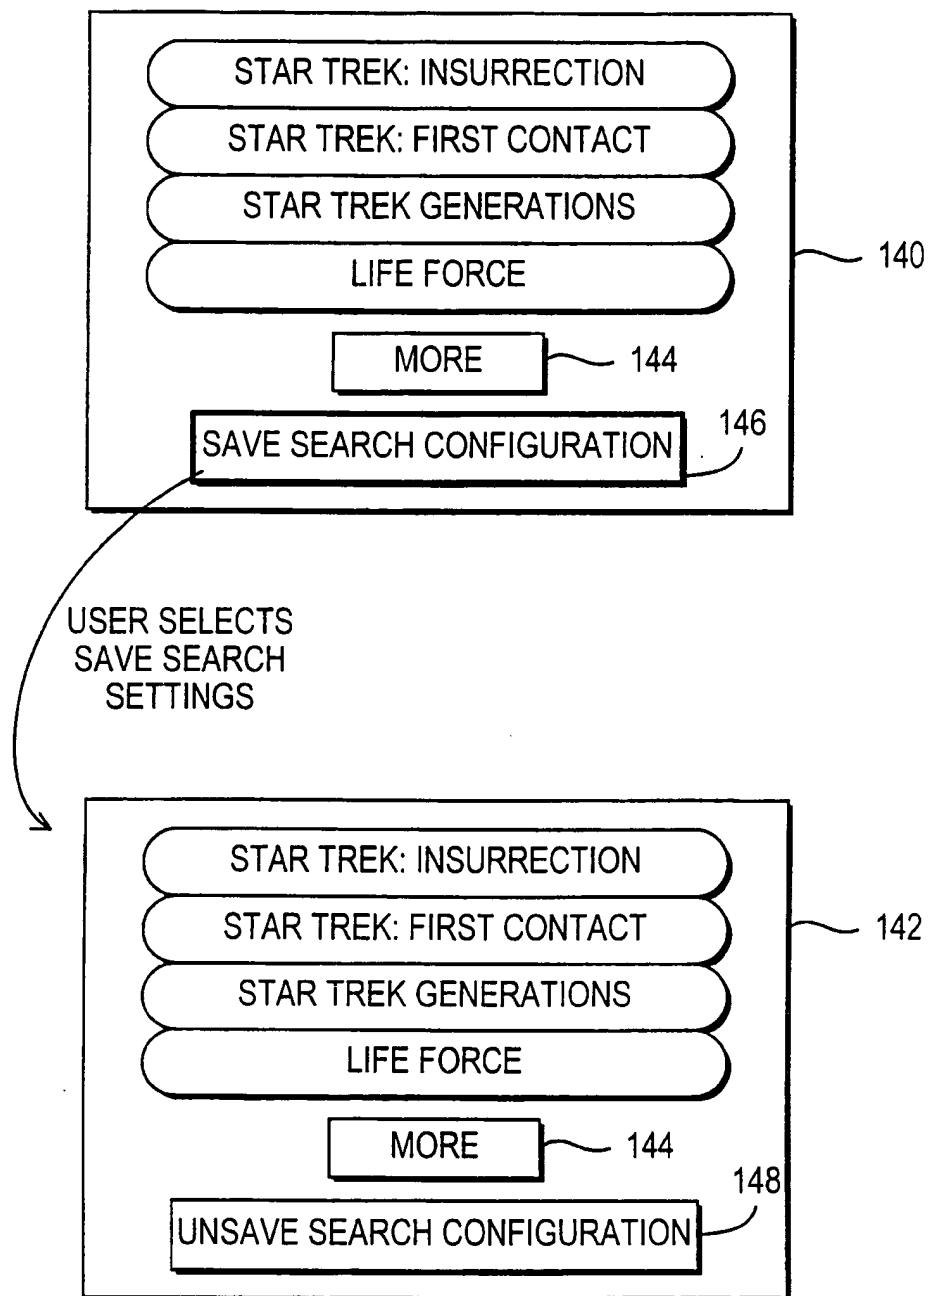 STAR TREK: INSURRECTION
STAR TREK: FIRST CONTACT
STAR TREK GENERATIONS
LIFE FORCE
140
MORE
144
146
SAVE SEARCH CONFIGURATION
USER SELECTS
SAVE SEARCH
SETTINGS
STAR TREK: INSURRECTION
STAR TREK: FIRST CONTACT
142
STAR TREK GENERATIONS
LIFE FORCE
MORE
144
148
UNSAVE SEARCH CONFIGURATION